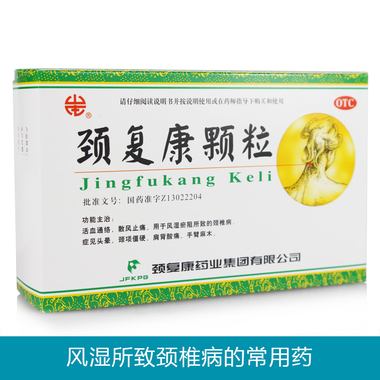 请仔细阅读说明书并按说明使用或在药师指导下购买和使用
OTC
颈复康颗粒
Jingfukang Keli
批准文号：国药准字Z13022204
功能主治：
活血通络，散风止痛，用于风湿瘀阻所致的颈椎病，
症见头晕，颈项僵硬，肩背酸痛，手臂麻木。
JFKPG
颈复康药业集团有限公司
风湿所致颈椎病的常用药